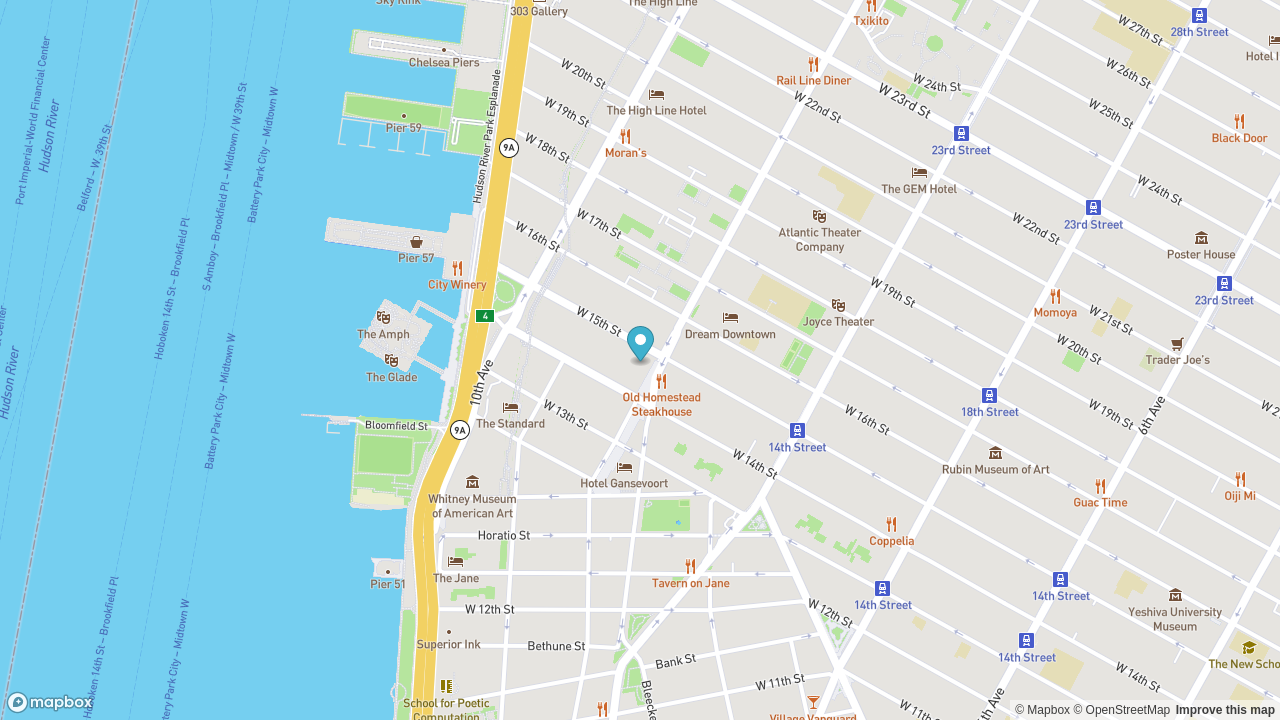 Sky Rink
303 Gallery
The High Line
Txikito
W 27th St
28th Street
Hotel I
Port Imperial-World Financial Center
Hudson River
Belford – W. 39th St
S Amboy – Brookfield Pl – Midtown / W 39th St
Battery Park City – Midtown W
Chelsea Piers
Hudson River Park Esplanade
W 20th St
Rail Line Diner
W 24th St
W 26th St
W 23rd St
W 22nd St
W 25th St
The High Line Hotel
W 19th St
Pier 59
9A
W 18th St
Moran's
23rd Street
Black Door
The GEM Hotel
W 24th St
W 17th St
Atlantic Theater
Company
23rd Street
W 22nd St
W 16th St
Pier 57
City Winery
Poster House
W 19th St
23rd Street
Hoboken 14th St – Brookfield Pl
4
W 15th St
Dream Downtown
Joyce Theater
Momoya
W 21st St
The Amph
W 20th St
Trader Joe's
Center
Hudson River
Battery Park City – Midtown W
The Glade
10th Ave
Old Homestead
Steakhouse
18th Street
W 19th St
6th Ave
W 2
W 13th St
W 16th St
The Standard
Bloomfield St
9A
14th Street
W 14th St
Rubin Museum of Art
Hotel Gansevoort
Whitney Museum
of American Art
Guac Time
Oiji Mi
Horatio St
Coppelia
Pier 51
The Jane
Tavern on Jane
14th Street
14th Street
W 12th St
W 12th St
Yeshiva University
Museum
Hoboken 14th St – Brookfield Pl
Battery Park City – Midtown W
Superior Ink
Bethune St
Bank St
14th Street
The New Scho
W 14th St
W 11th St
Bleecke
School for Poetic
Computation
Village Vanguard
W 11th S
th Ave
mapbox
© Mapbox © OpenStreetMap Improve this map